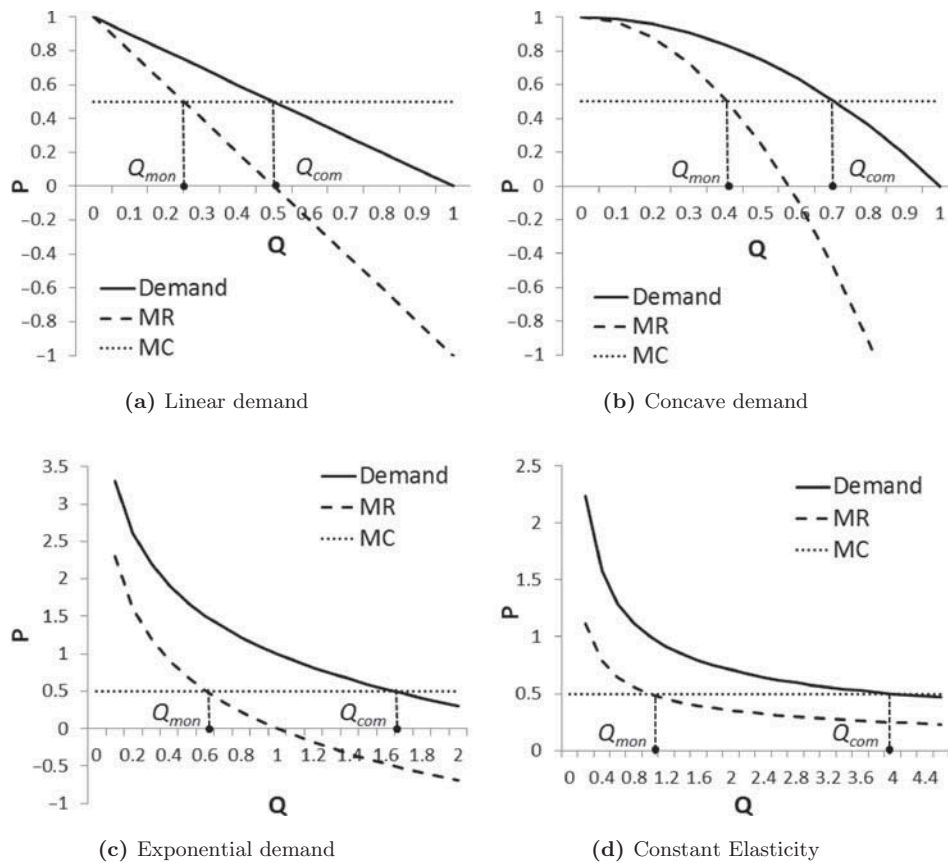 1
0.8
0.6
0.4
0.2
0
−0.2
−0.4
−0.6
−0.8
−1
P
Q_mon
Q_com
0 0.1 0.2 0.3 0.4 0.5 0.6 0.7 0.8 0.9 1
Q
Demand
MR
MC
(a) Linear demand
1
0.8
0.6
0.4
0.2
0
−0.2
−0.4
−0.6
−0.8
−1
P
Q_mon
Q_com
0 0.1 0.2 0.3 0.4 0.5 0.6 0.7 0.8 0.9 1
Q
Demand
MR
MC
(b) Concave demand
3.5
3
2.5
2
1.5
1
0.5
0
−0.5
−1
P
Demand
MR
MC
Q_mon
Q_com
0 0.2 0.4 0.6 0.8 1 1.2 1.4 1.6 1.8 2
Q
(c) Exponential demand
2.5
2
1.5
1
0.5
0
P
Demand
MR
MC
Q_mon
Q_com
0 0.4 0.8 1.2 1.6 2 2.4 2.8 3.2 3.6 4 4.4
Q
(d) Constant Elasticity